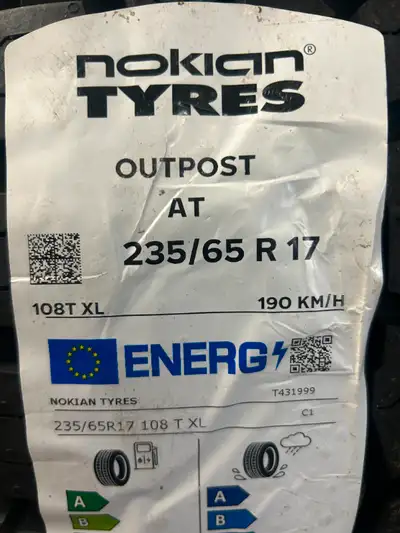 nokian®
TYRES
OUTPOST
AT
235/65 R 17
108T XL 190 KM/H
ENERG
NOKIAN TYRES T431999
235/65R17 108 T XL C1
A A
B B